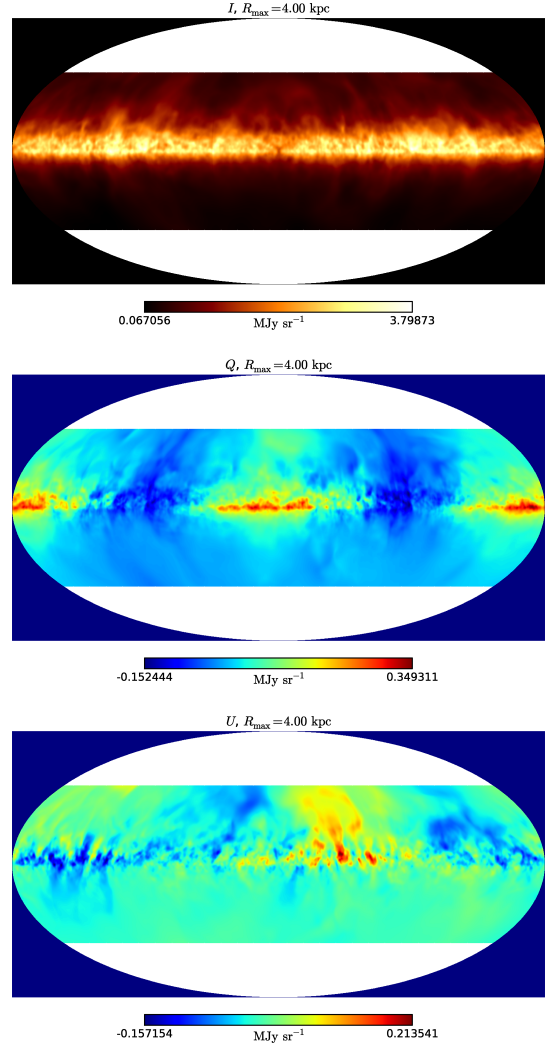 I, Rmax=4.00 kpc
0.067056 MJy sr⁻¹ 3.79873
Q, Rmax=4.00 kpc
-0.152444 MJy sr⁻¹ 0.349311
U, Rmax=4.00 kpc
-0.157154 MJy sr⁻¹ 0.213541